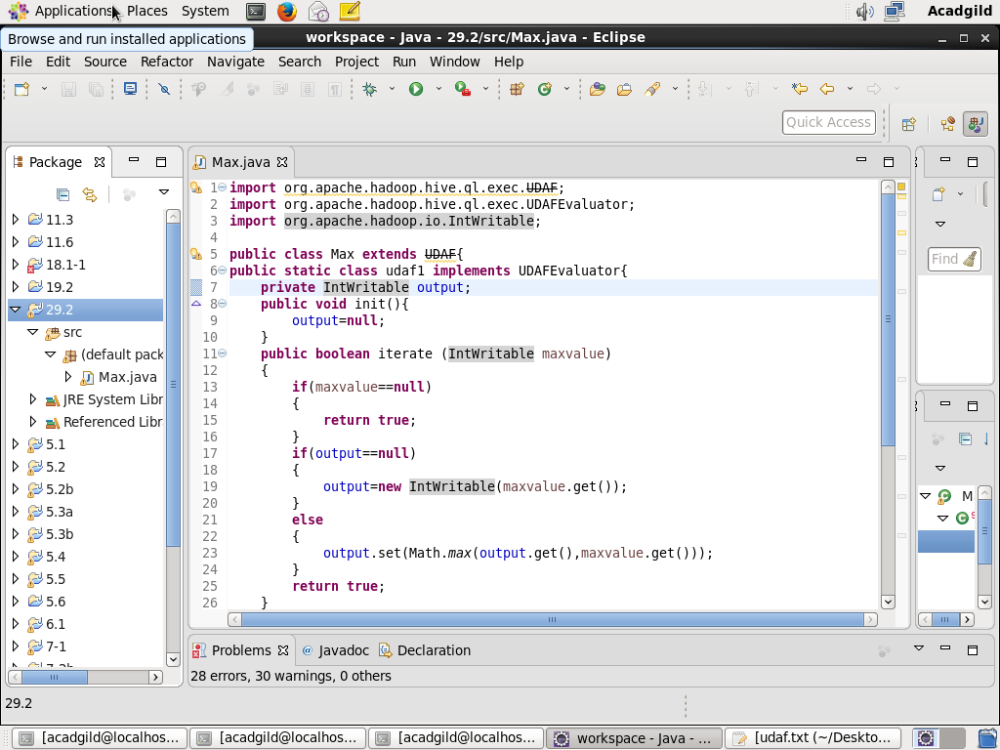 Applications Places System Acadgild
Browse and run installed applications
workspace - Java - 29.2/src/Max.java - Eclipse
File Edit Source Refactor Navigate Search Project Run Window Help
Quick Access
Package
Max.java
11.3
11.6
18.1-1
19.2
29.2
src
(default pack
Max.java
JRE System Libr
Referenced Libr
5.1
5.2
5.2b
5.3a
5.3b
5.4
5.5
5.6
6.1
7-1
1 import org.apache.hadoop.hive.ql.exec.UDAF;
2 import org.apache.hadoop.hive.ql.exec.UDAFEvaluator;
3 import org.apache.hadoop.io.IntWritable;
4
5 public class Max extends UDAF{
6 public static class udaf1 implements UDAFEvaluator{
7 private IntWritable output;
8 public void init(){
9 output=null;
10 }
11 public boolean iterate (IntWritable maxvalue)
12 {
13 if(maxvalue==null)
14 {
15 return true;
16 }
17 if(output==null)
18 {
19 output=new IntWritable(maxvalue.get());
20 }
21 else
22 {
23 output.set(Math.max(output.get(),maxvalue.get()));
24 }
25 return true;
26 }
Find
M
Problems Javadoc Declaration
28 errors, 30 warnings, 0 others
29.2
[acadgild@localhos... [acadgild@localhos... [acadgild@localhos... workspace - Java - ... [udaf.txt (~/Deskto...